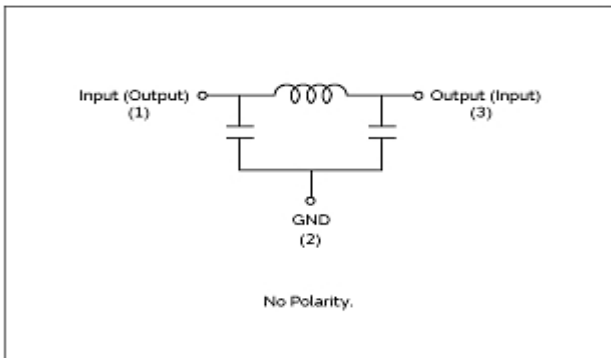 Input (Output)
(1)
Output (Input)
(3)
GND
(2)
No Polarity.